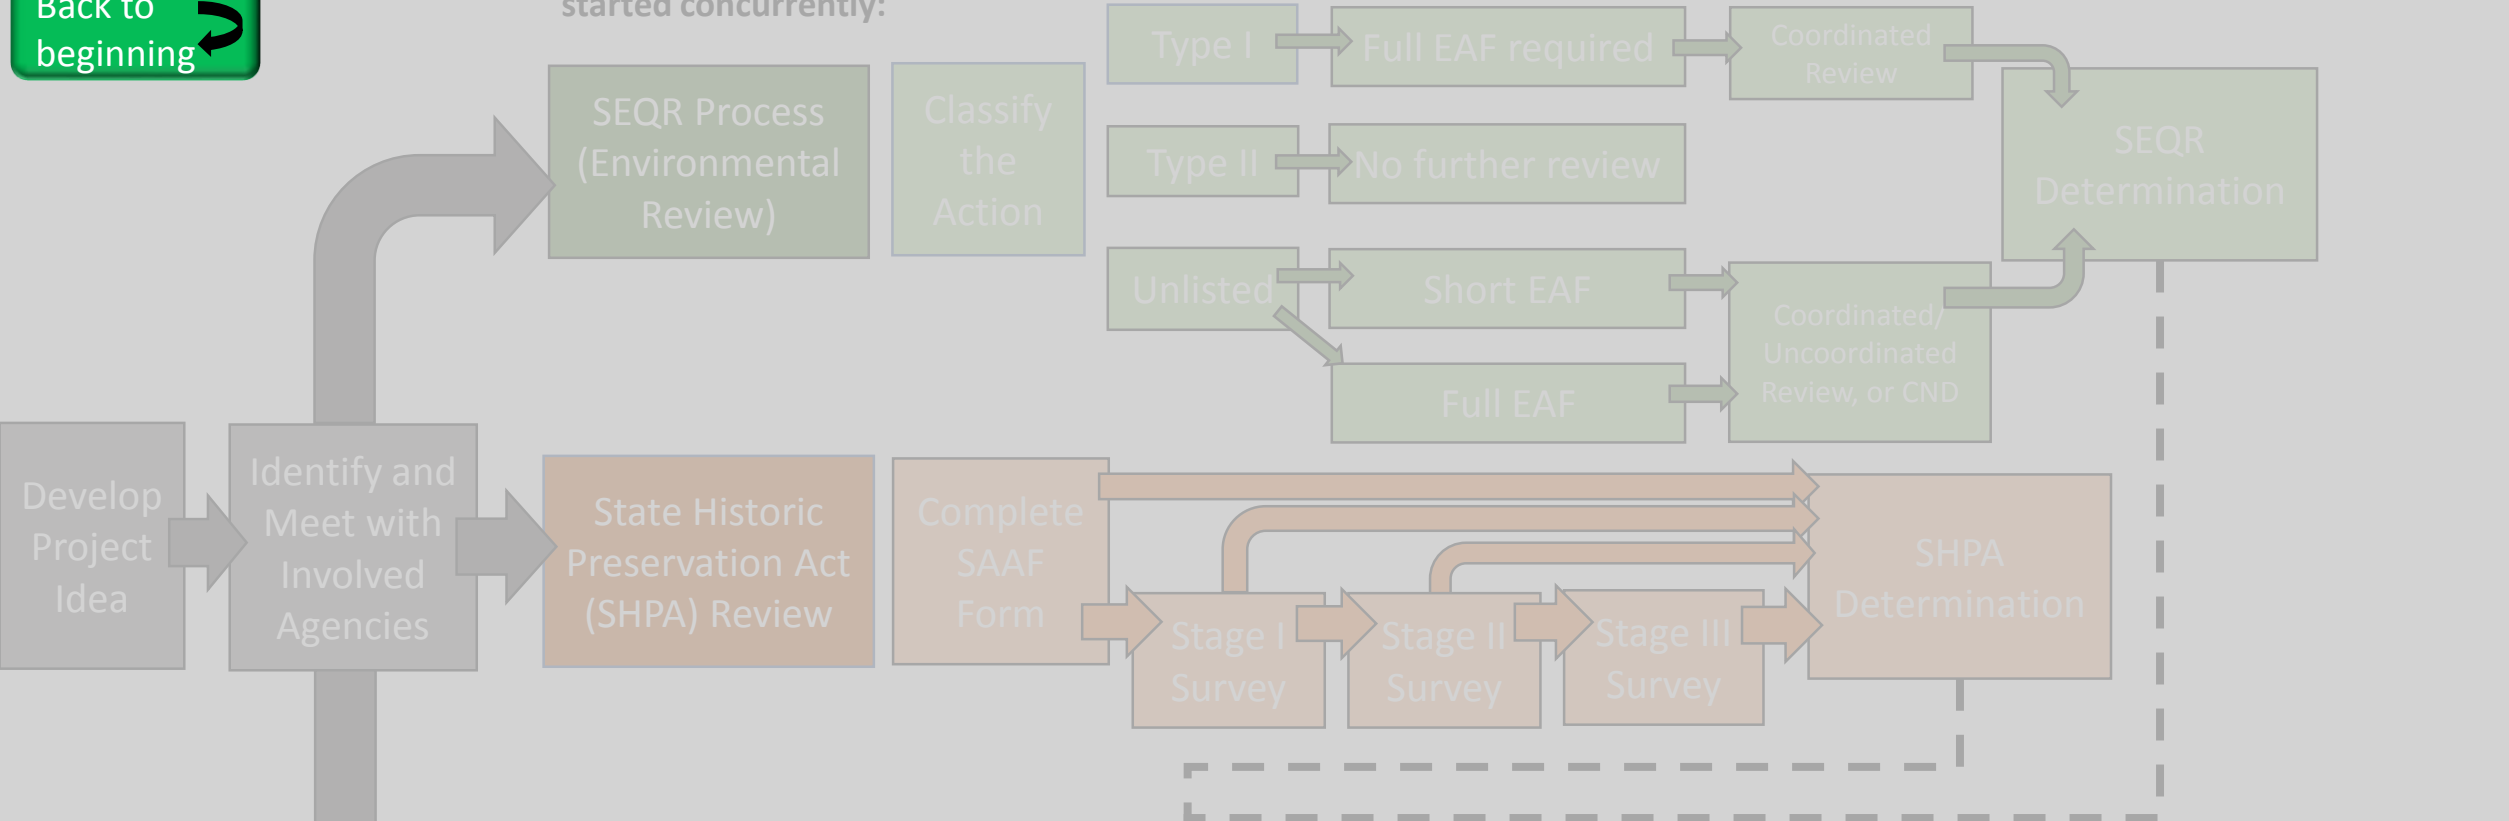 Back to
beginning
started concurrently:
SEQR Process
(Environmental
Review)
Classify
the
Action
Type I
Full EAF required
Coordinated
Review
Type II
No further review
Unlisted
Short EAF
Full EAF
Coordinated/
Uncoordinated
Review, or CND
SEQR
Determination
Develop
Project
Idea
Identify and
Meet with
Involved
Agencies
State Historic
Preservation Act
(SHPA) Review
Complete
SAAF
Form
Stage I
Survey
Stage II
Survey
Stage III
Survey
SHPA
Determination